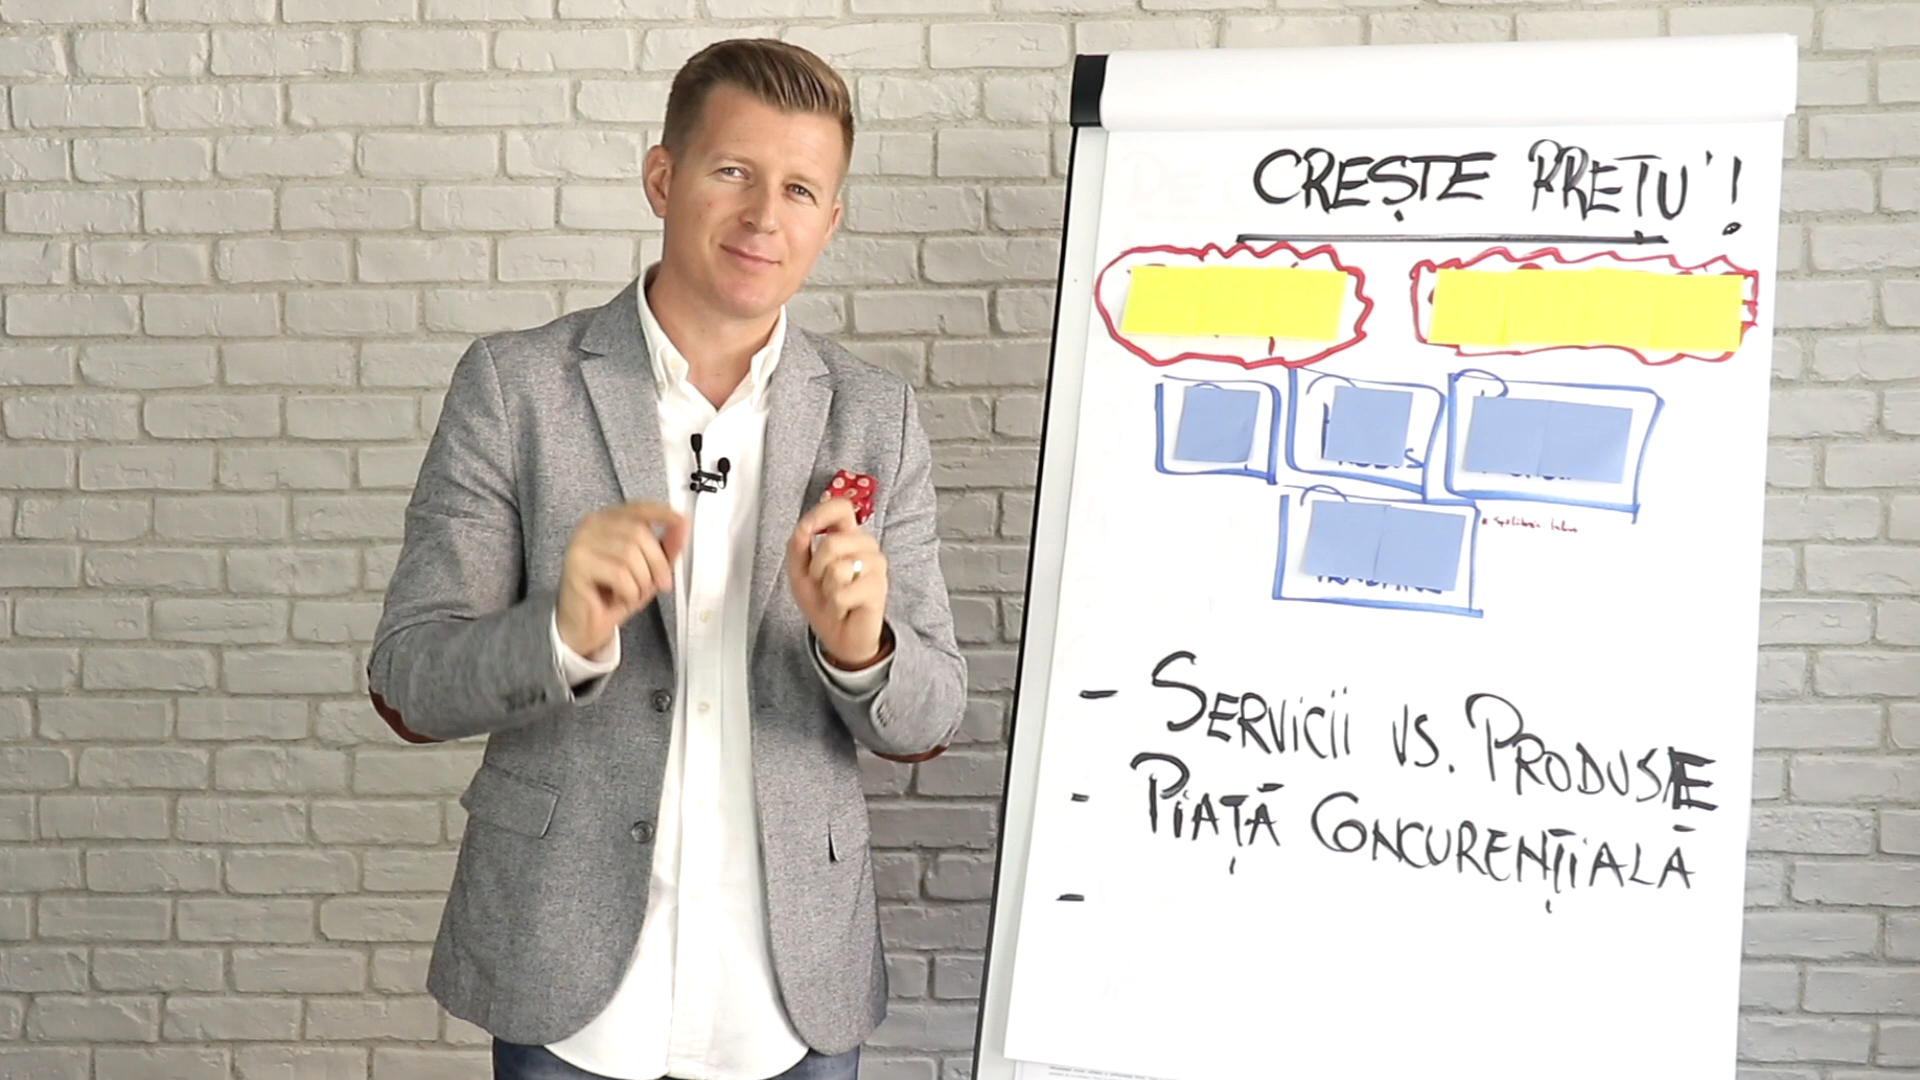 CREȘTE PREȚU'!
- SERVICII VS. PRODUSE
- PIAȚĂ CONCURENȚIALĂ
-